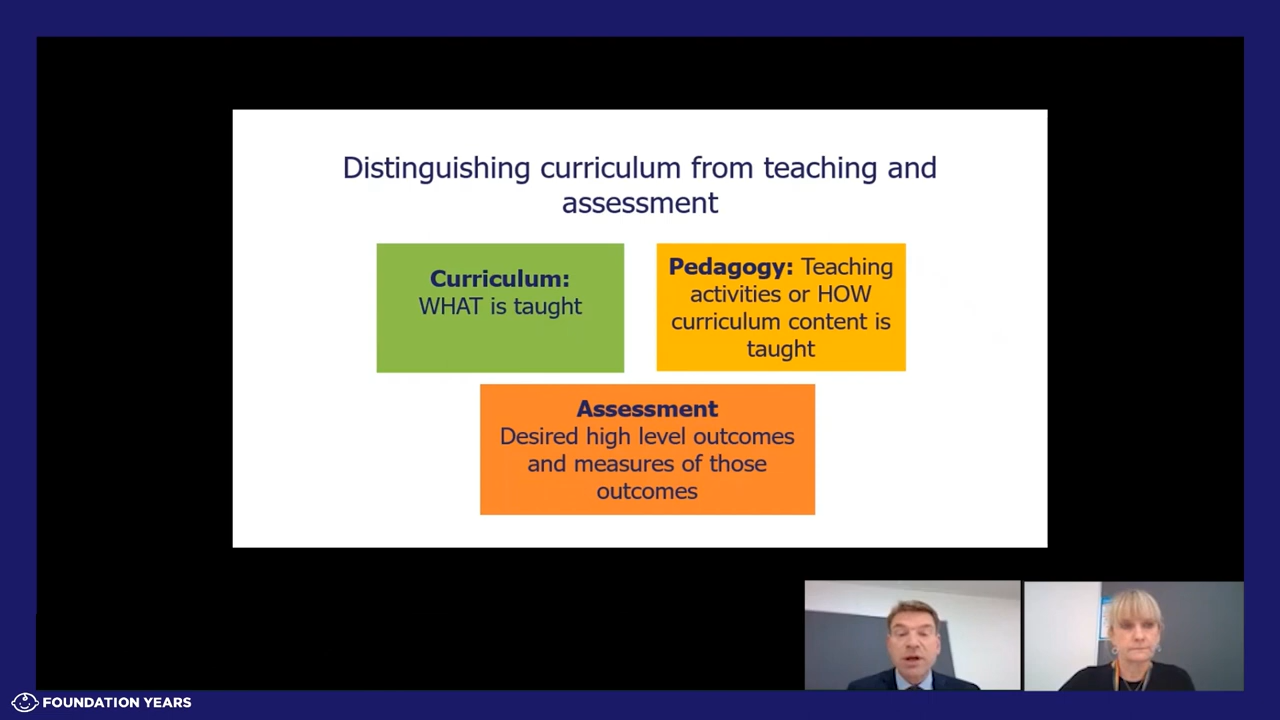 Distinguishing curriculum from teaching and
assessment
Curriculum:
WHAT is taught
Pedagogy: Teaching
activities or HOW
curriculum content is
taught
Assessment
Desired high level outcomes
and measures of those
outcomes
FOUNDATION YEARS